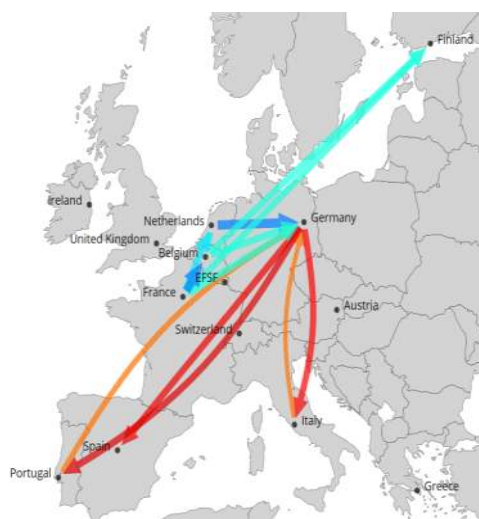 Finland
Ireland
Netherlands
Germany
United Kingdom
Belgium
EFSF
France
Austria
Switzerland
Italy
Spain
Portugal
Greece